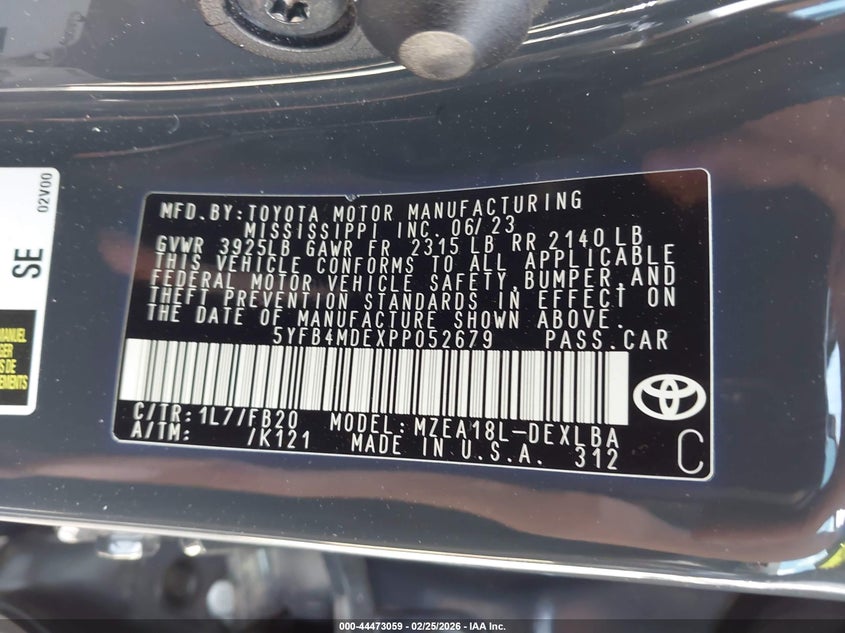 02V00
SE
MANUEL
MFD.BY:TOYOTA MOTOR MANUFACTURING
MISSISSIPPI INC. 06/23
GVWR 3925LB GAWR FR 2315 LB RR 2140LB
THIS VEHICLE CONFORMS TO ALL APPLICABLE
FEDERAL MOTOR VEHICLE SAFETY,BUMPER,AND
THEFT PREVENTION STANDARDS IN EFFECT ON
THE DATE OF MANUFACTURE SHOWN ABOVE.
5YFB4MDEXPP052679 PASS.CAR
C/TR:1L7/FB20 MODEL:MZEA18L-DEXLBA
A/TM: /K121 MADE IN U.S.A. 312
C
000-44473059 - 02/25/2026 - IAA Inc.